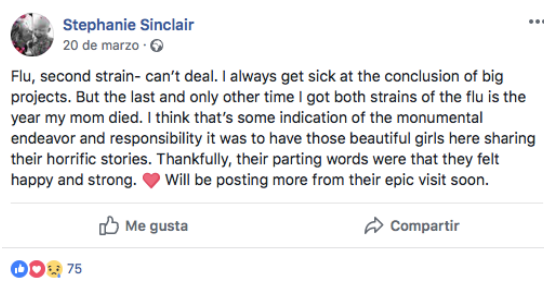 Stephanie Sinclair
20 de marzo ·
Flu, second strain- can't deal. I always get sick at the conclusion of big
projects. But the last and only other time I got both strains of the flu is the
year my mom died. I think that's some indication of the monumental
endeavor and responsibility it was to have those beautiful girls here sharing
their horrific stories. Thankfully, their parting words were that they felt
happy and strong. ❤️ Will be posting more from their epic visit soon.
Me gusta
Compartir
75